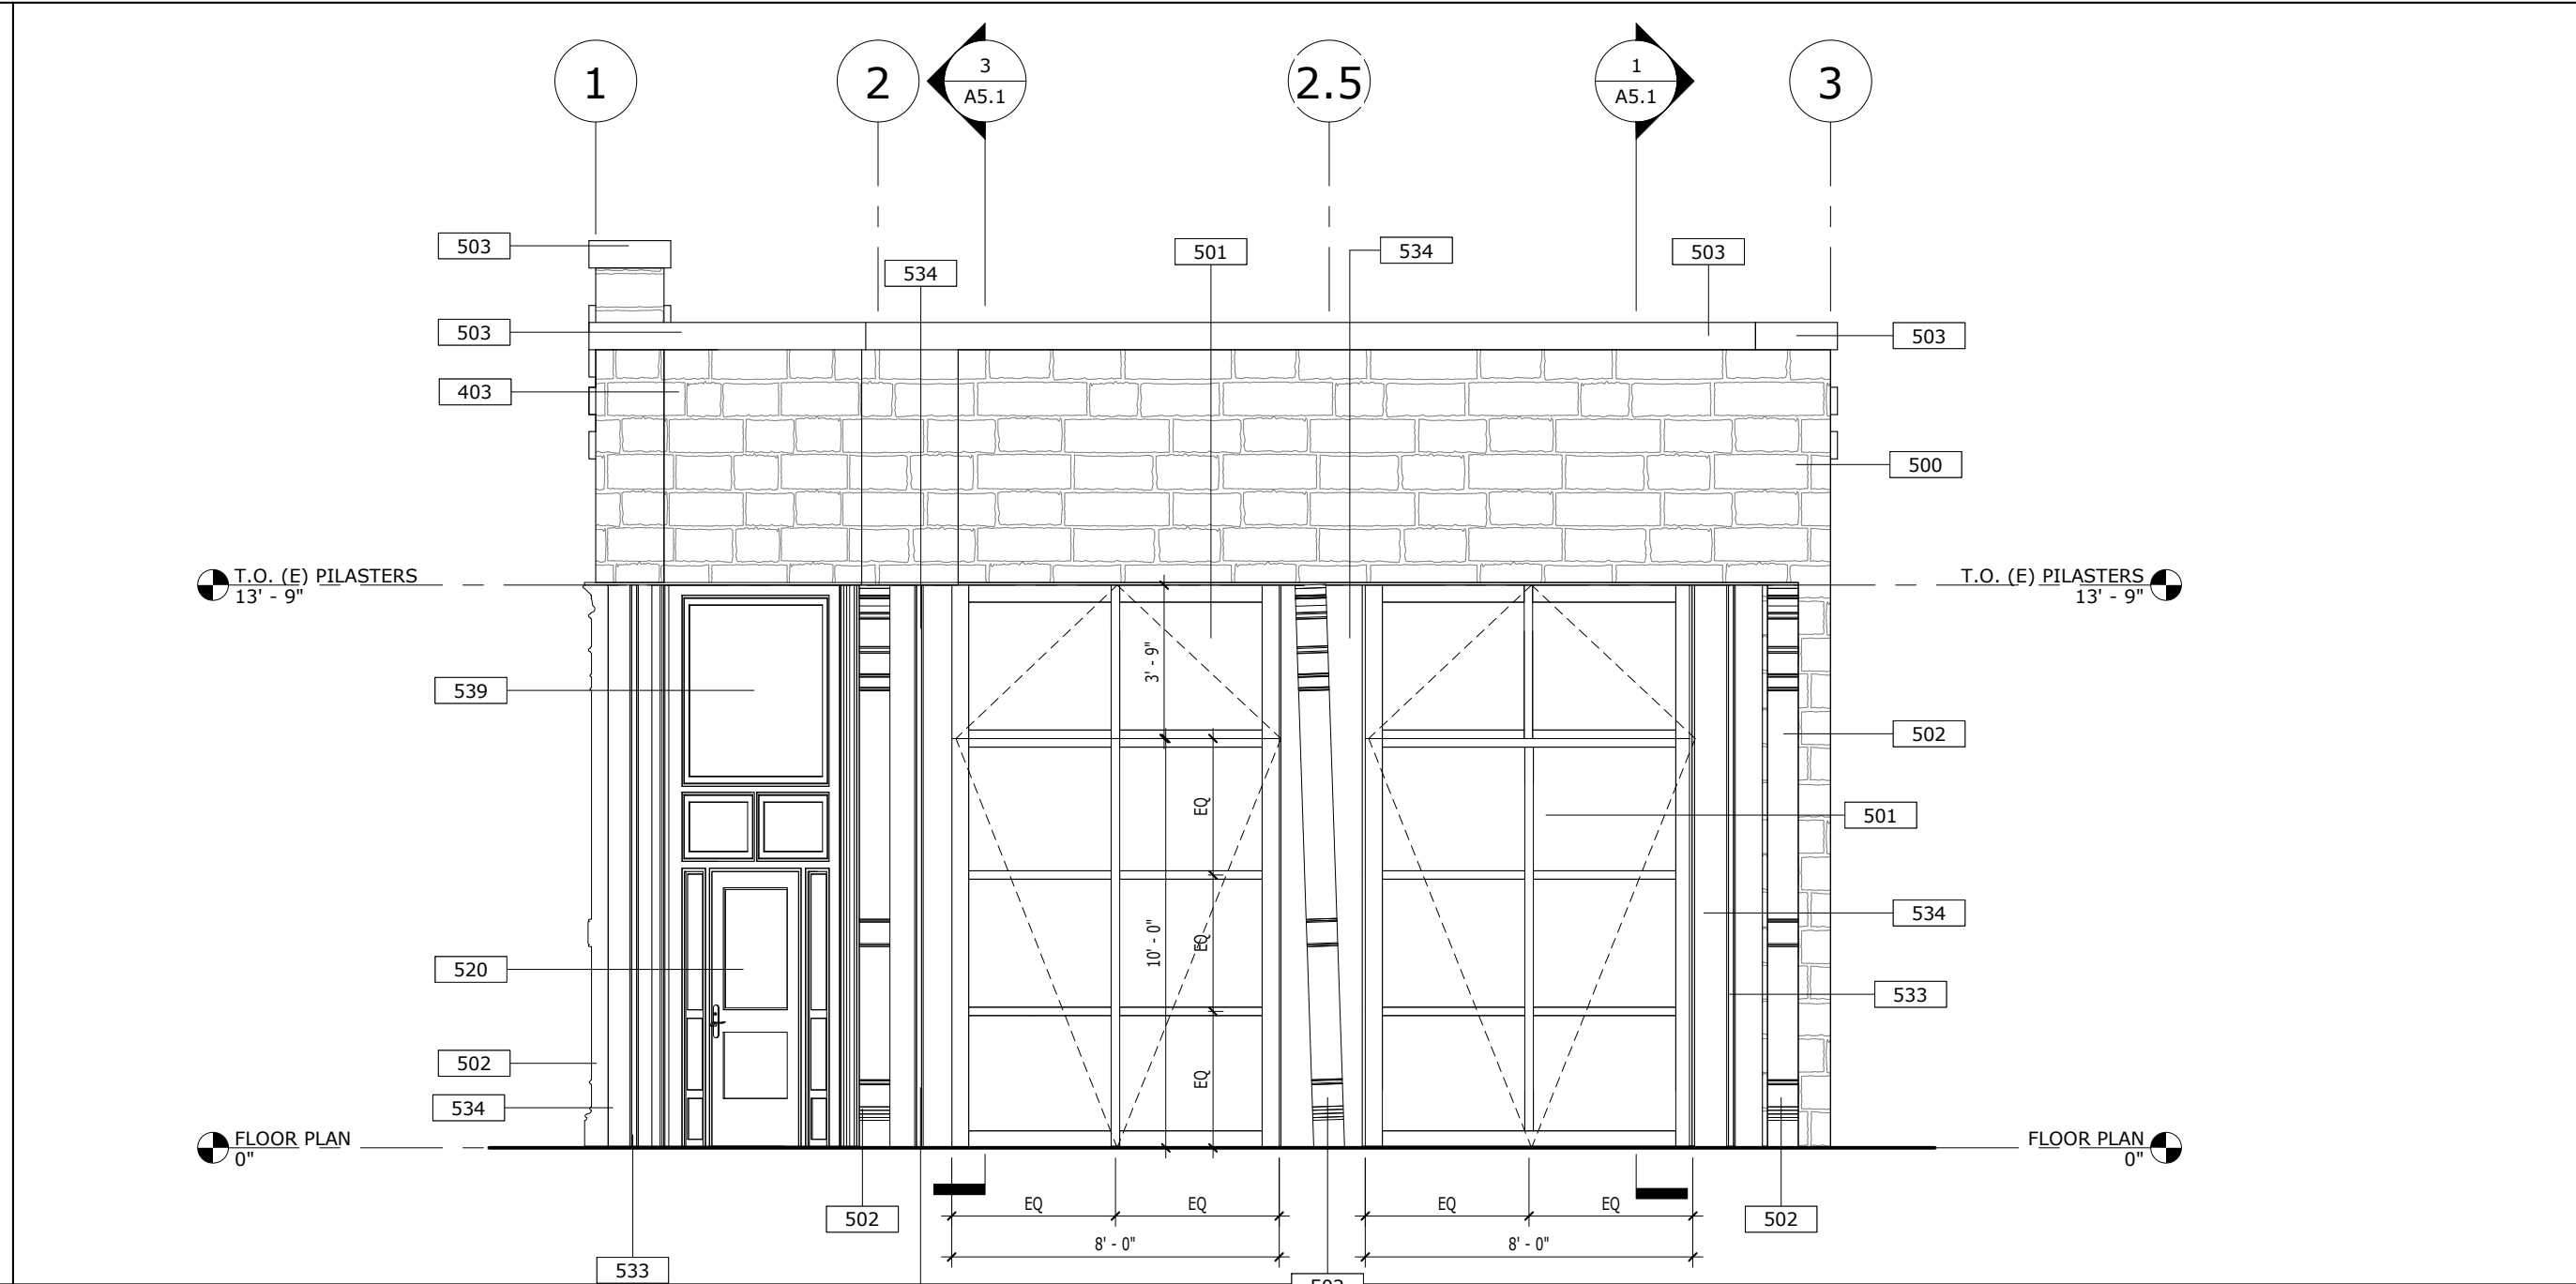 1
2
3
A5.1
2.5
1
A5.1
3
503
534
501
534
503
503
503
403
500
T.O. (E) PILASTERS
13' - 9"
T.O. (E) PILASTERS
13' - 9"
3' - 9"
539
502
EQ
501
534
10' - 0"
EQ
520
533
502
EQ
534
FLOOR PLAN
0"
FLOOR PLAN
0"
EQ
EQ
EQ
EQ
502
502
8' - 0"
8' - 0"
533